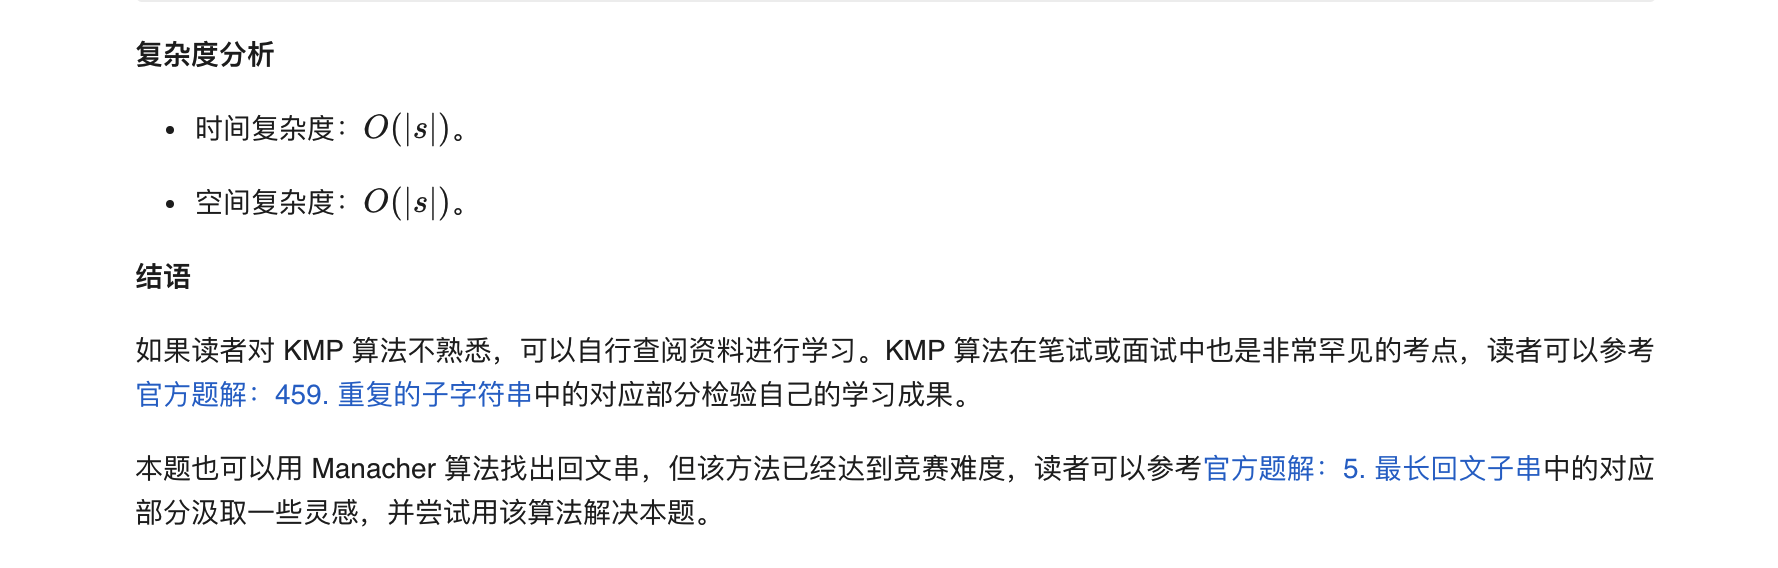 复杂度分析
• 时间复杂度：O(|s|)。
• 空间复杂度：O(|s|)。
结语
如果读者对 KMP 算法不熟悉，可以自行查阅资料进行学习。KMP 算法在笔试或面试中也是非常罕见的考点，读者可以参考
官方题解：459. 重复的子字符串中的对应部分检验自己的学习成果。
本题也可以用 Manacher 算法找出回文串，但该方法已经达到竞赛难度，读者可以参考官方题解：5. 最长回文子串中的对应
部分汲取一些灵感，并尝试用该算法解决本题。